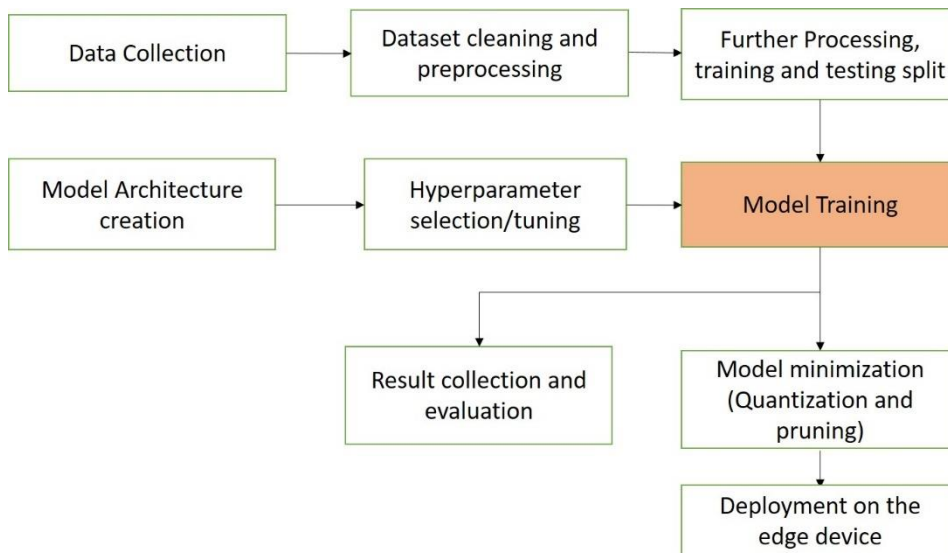 Data Collection
Dataset cleaning and
preprocessing
Further Processing,
training and testing split
Model Architecture
creation
Hyperparameter
selection/tuning
Model Training
Result collection and
evaluation
Model minimization
(Quantization and
pruning)
Deployment on the
edge device